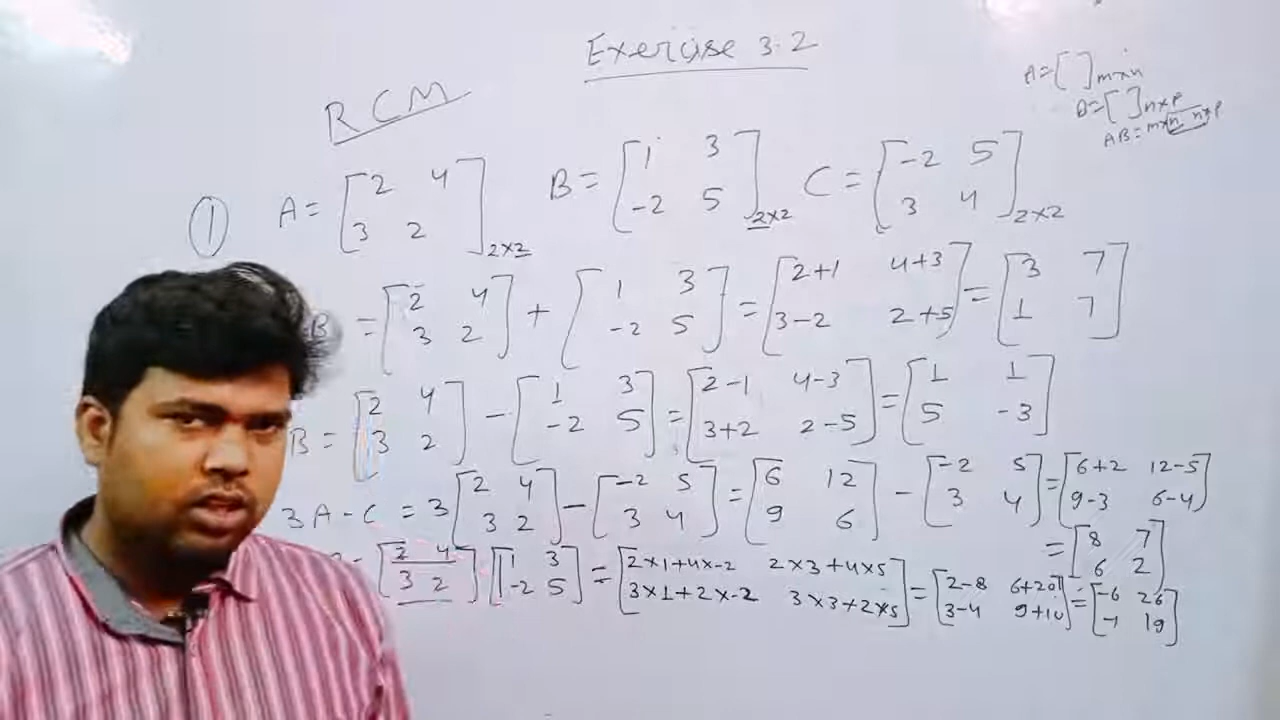 Exercise 3.2
RCM
A=[ ]m×n
B=[ ]n×p
AB=m×n n×p
① A= [2 4 3 2]2×2 B= [1 3 -2 5]2×2 C= [-2 5 3 4]2×2
B = [2 4 3 2] + [1 3 -2 5] = [2+1 4+3 3-2 2+5] = [3 7 1 7]
B = [2 4 3 2] - [1 3 -2 5] = [2-1 4-3 3+2 2-5] = [1 1 5 -3]
3A-C = 3 [2 4 3 2] - [-2 5 3 4] = [6 12 9 6] - [-2 5 3 4] = [6+2 12-5 9-3 6-4]
= [8 7 6 2]
[2 4 3 2] [1 3 -2 5] = [2×1+4×-2 2×3+4×5 3×1+2×-2 3×3+2×5] = [2-8 6+20 3-4 9+10] = [-6 26 -1 19]